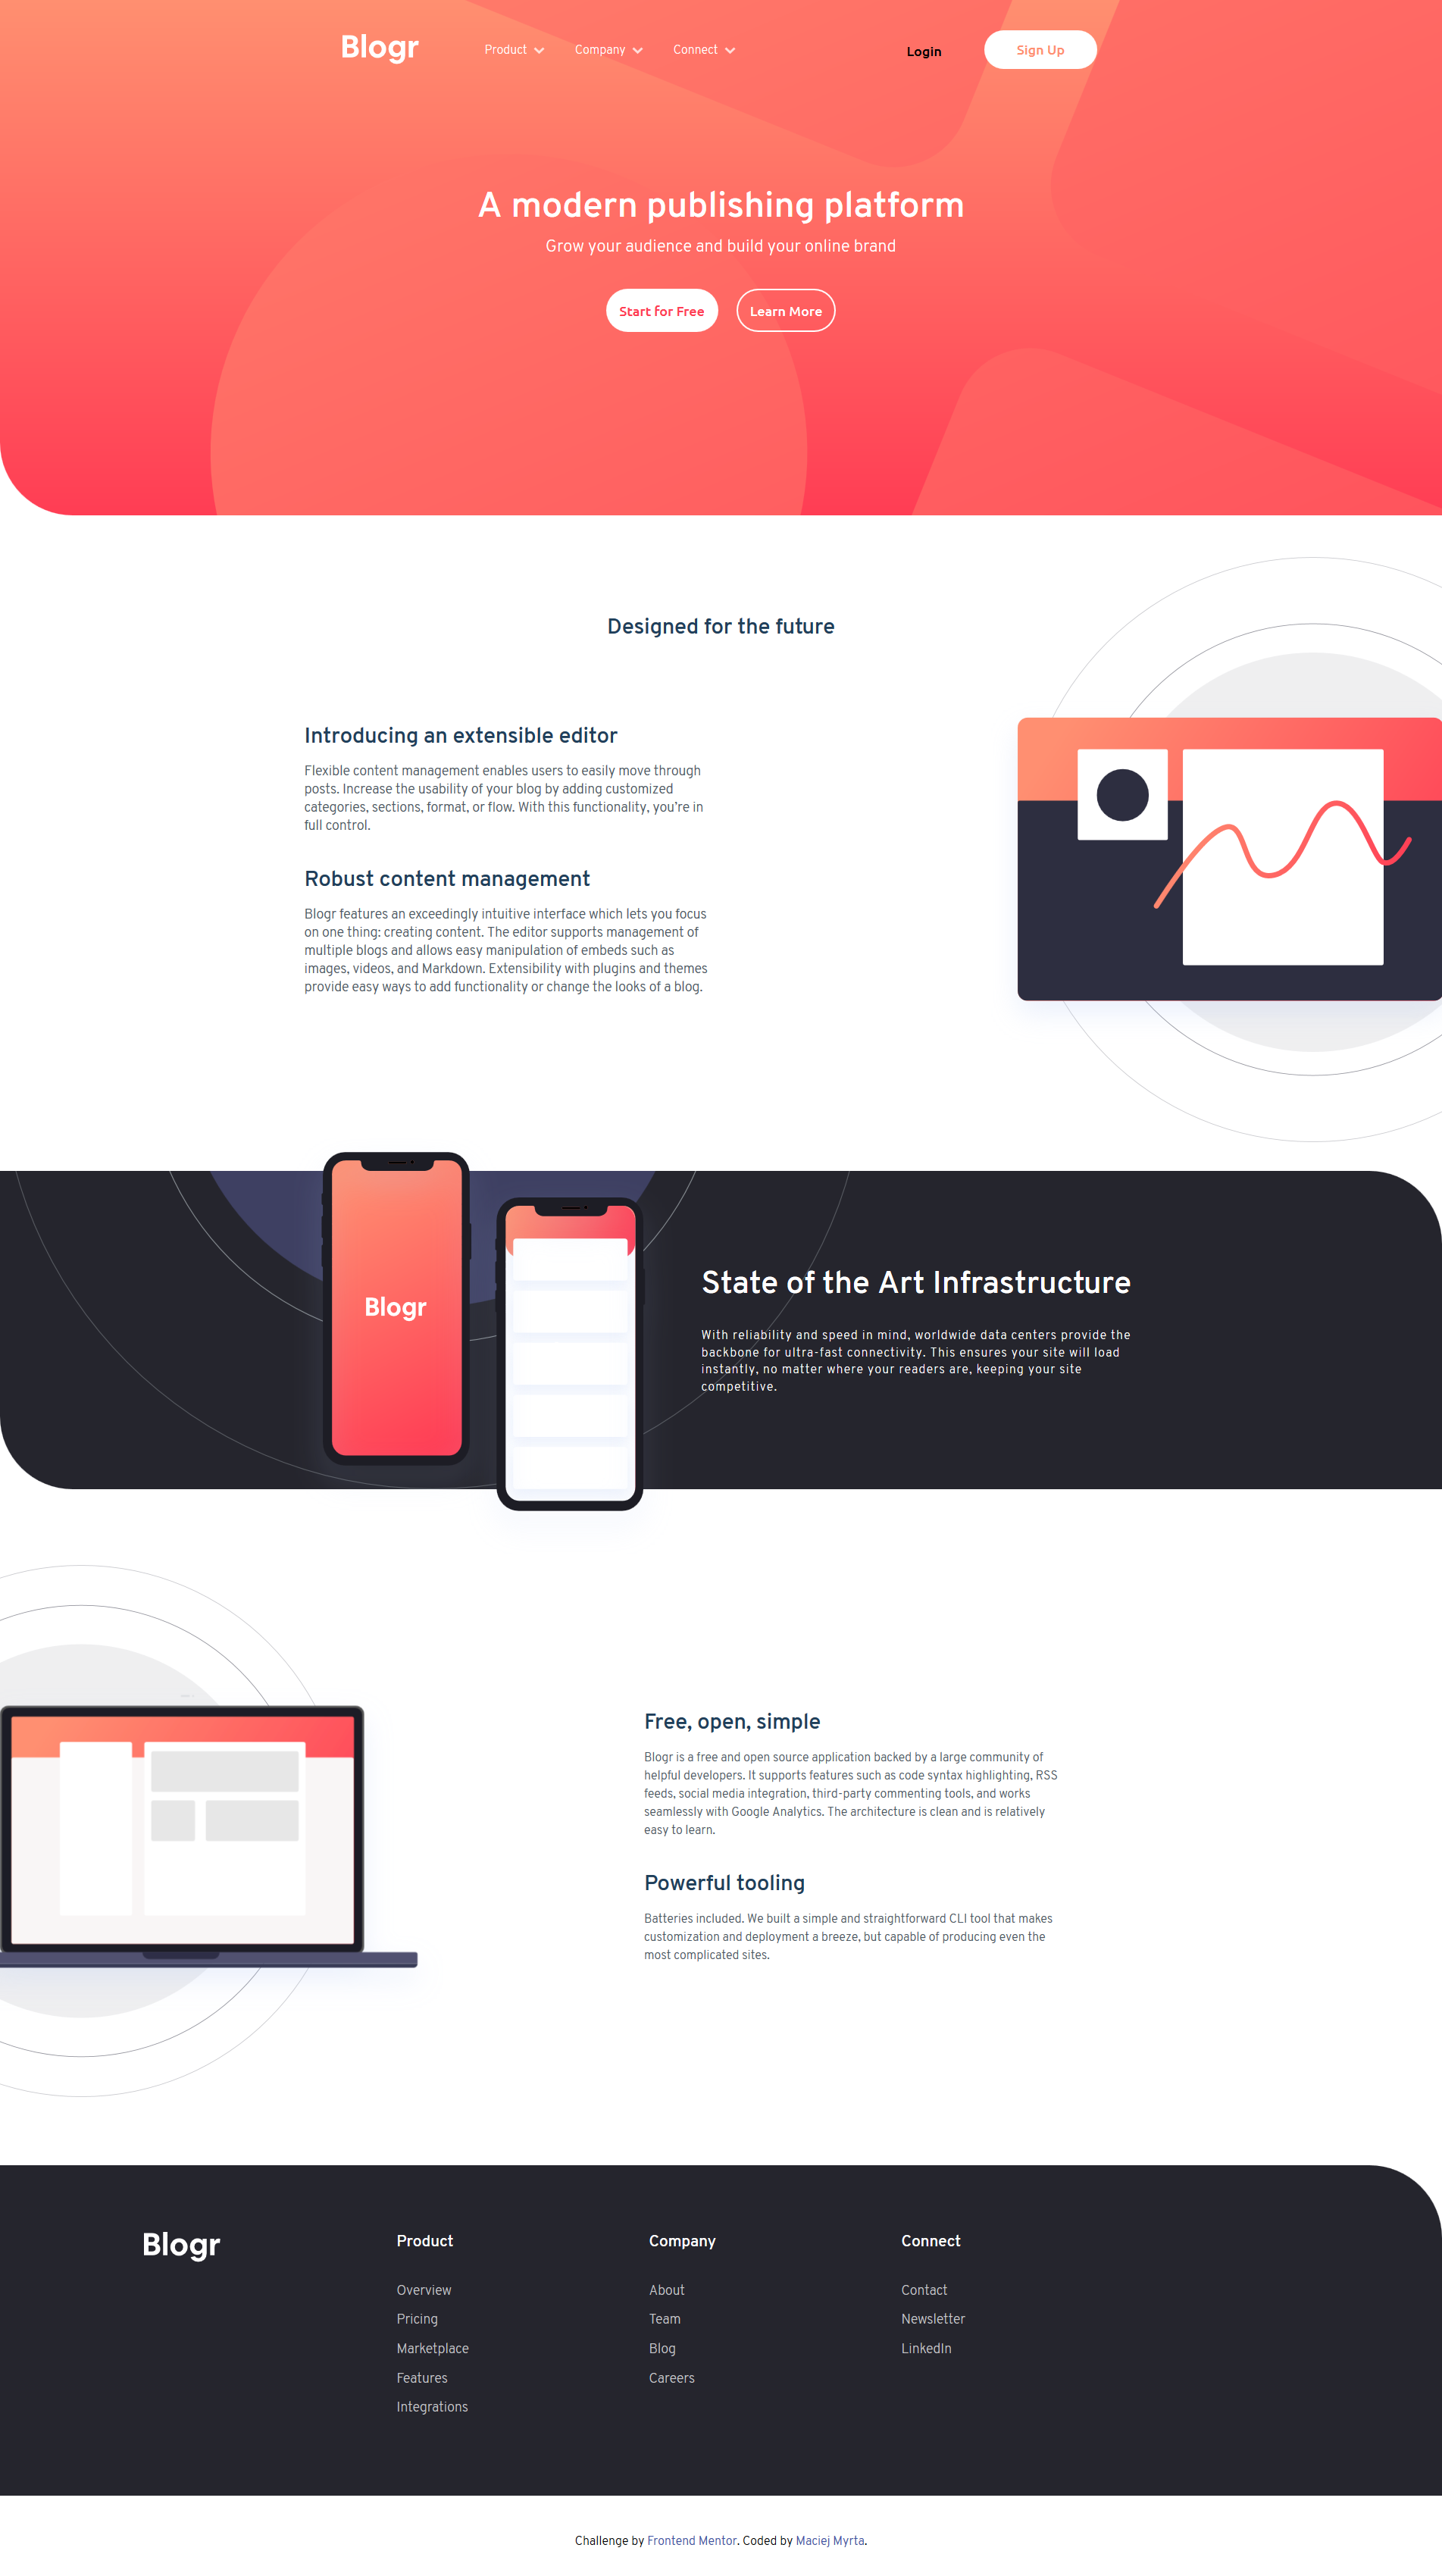 Blogr Product Company Connect Login Sign Up
A modern publishing platform
Grow your audience and build your online brand
Start for Free Learn More
Designed for the future
Introducing an extensible editor
Flexible content management enables users to easily move through
posts. Increase the usability of your blog by adding customized
categories, sections, format, or flow. With this functionality, you’re in
full control.
Robust content management
Blogr features an exceedingly intuitive interface which lets you focus
on one thing: creating content. The editor supports management of
multiple blogs and allows easy manipulation of embeds such as
images, videos, and Markdown. Extensibility with plugins and themes
provide easy ways to add functionality or change the looks of a blog.
Blogr
State of the Art Infrastructure
With reliability and speed in mind, worldwide data centers provide the
backbone for ultra-fast connectivity. This ensures your site will load
instantly, no matter where your readers are, keeping your site
competitive.
Free, open, simple
Blogr is a free and open source application backed by a large community of
helpful developers. It supports features such as code syntax highlighting, RSS
feeds, social media integration, third-party commenting tools, and works
seamlessly with Google Analytics. The architecture is clean and is relatively
easy to learn.
Powerful tooling
Batteries included. We built a simple and straightforward CLI tool that makes
customization and deployment a breeze, but capable of producing even the
most complicated sites.
Blogr
Product
Overview
Pricing
Marketplace
Features
Integrations
Company
About
Team
Blog
Careers
Connect
Contact
Newsletter
LinkedIn
Challenge by Frontend Mentor. Coded by Maciej Myrta.